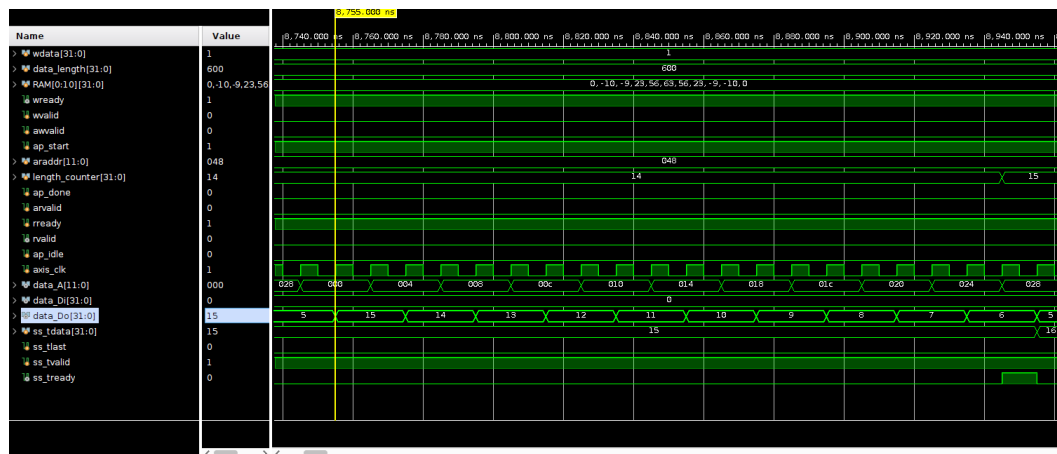 8,755.000 ns
Name Value 8,740.000 ns 8,760.000 ns 8,780.000 ns 8,800.000 ns 8,820.000 ns 8,840.000 ns 8,860.000 ns 8,880.000 ns 8,900.000 ns 8,920.000 ns 8,940.000 ns
wdata[31:0] 1 1
data_length[31:0] 600 600
RAM[0:10][31:0] 0,-10,-9,23,56 0,-10,-9,23,56,63,56,23,-9,-10,0
wready 1
wvalid 0
awvalid 0
ap_start 1
araddr[11:0] 048 048
length_counter[31:0] 14 14 15
ap_done 0
arvalid 0
rready 1
rvalid 0
ap_idle 0
axis_clk 1
data_A[11:0] 000 028 000 004 008 00c 010 014 018 01c 020 024 028
data_Di[31:0] 0 0
data_Do[31:0] 15 5 15 14 13 12 11 10 9 8 7 6 5
ss_tdata[31:0] 15 15 16
ss_tlast 0
ss_tvalid 1
ss_tready 0